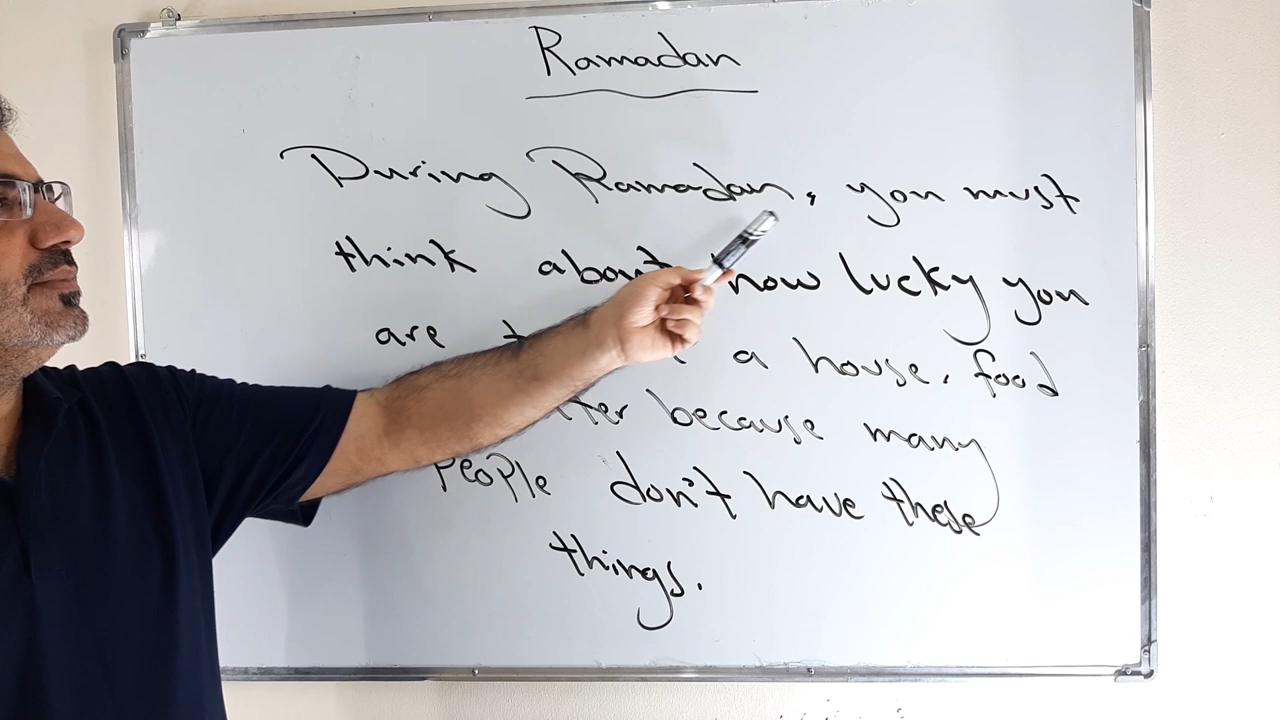 Ramadan
During Ramadan, you must
think about how lucky you
are a house, food
because many
people don't have these
things.